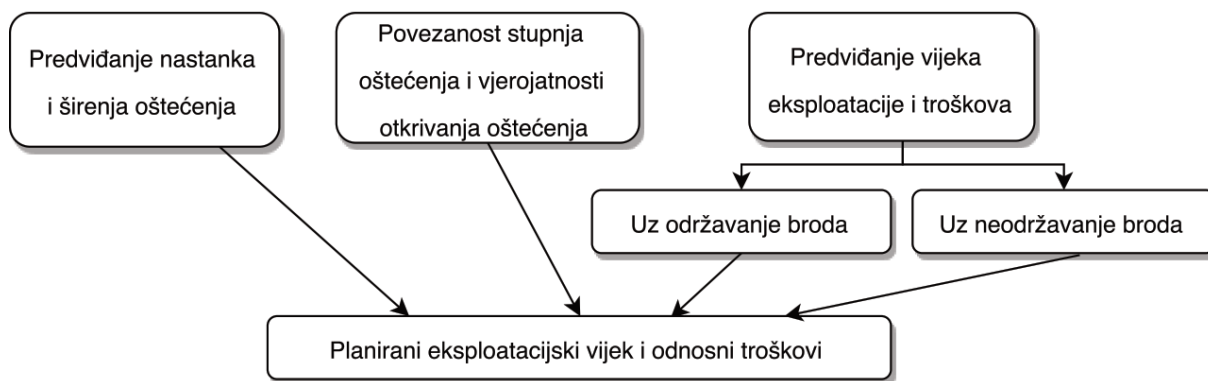 Predviđanje nastanka
i širenja oštećenja
Povezanost stupnja
oštećenja i vjerojatnosti
otkrivanja oštećenja
Predviđanje vijeka
eksploatacije i troškova
Uz održavanje broda
Uz neodržavanje broda
Planirani eksploatacijski vijek i odnosni troškovi